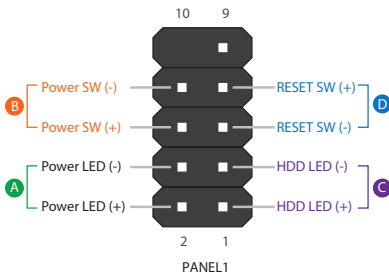 10 9
Power SW (-) RESET SW (+)
B D
Power SW (+) RESET SW (-)
Power LED (-) HDD LED (-)
A C
Power LED (+) HDD LED (+)
2 1
PANEL1